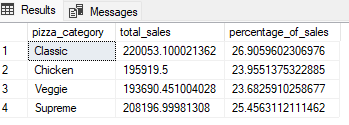 Results Messages
pizza_category total_sales percentage_of_sales
1 Classic 220053.100021362 26.9059602306976
2 Chicken 195919.5 23.9551375322885
3 Veggie 193690.451004028 23.6825910258677
4 Supreme 208196.99981308 25.4563112111462